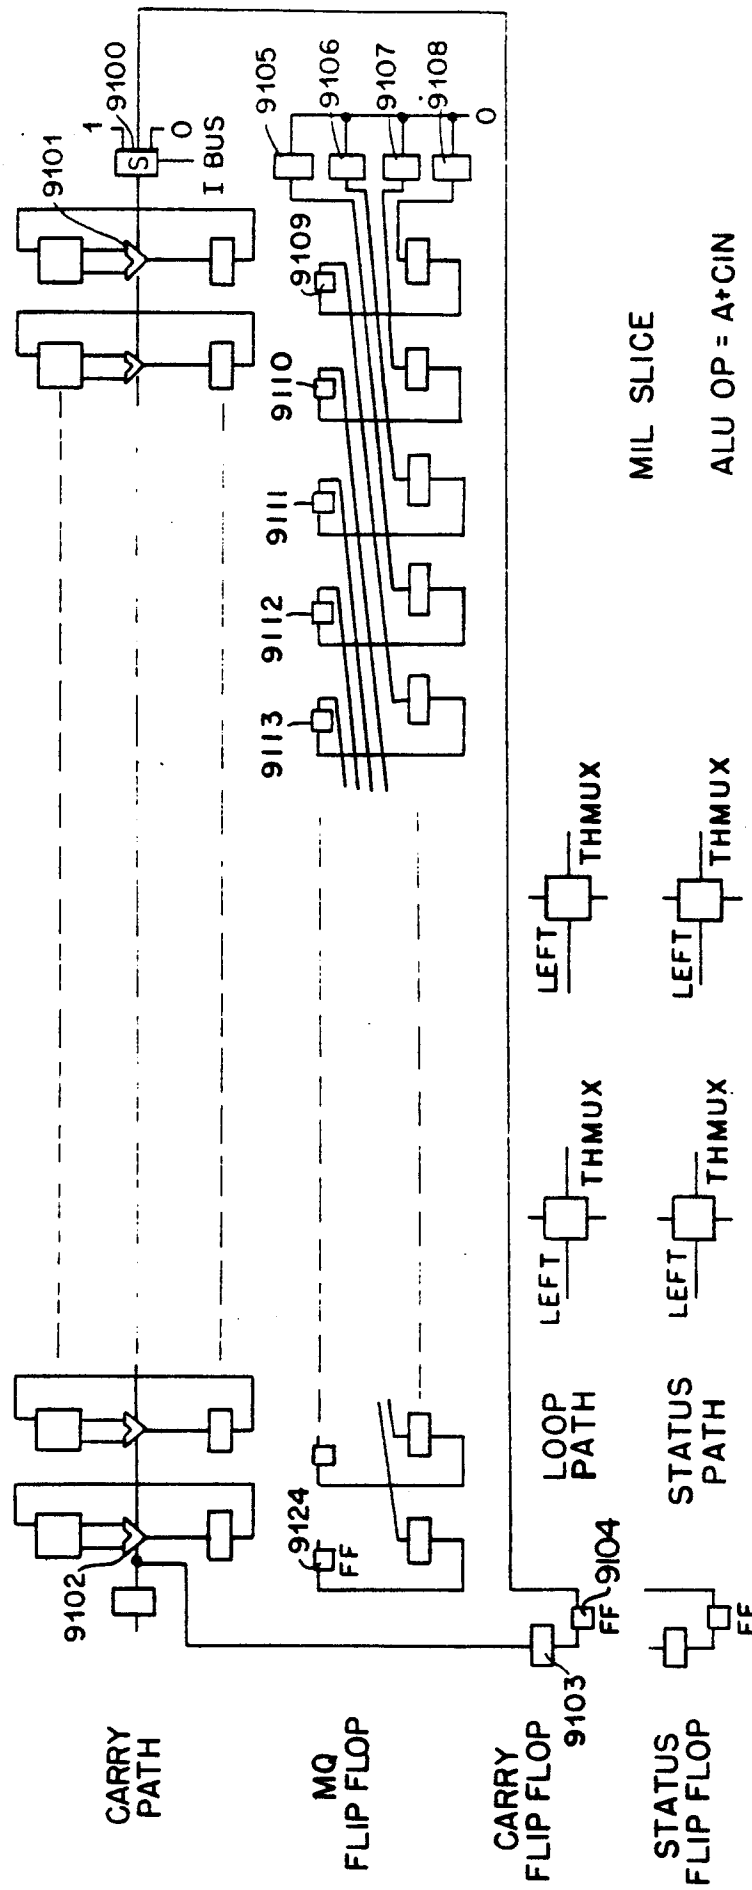 CARRY
PATH
9102
9101
9100
1
S
0
I BUS
MQ
FLIP FLOP
9124
FF
9113
9112
9111
9110
9109
9105
9106
9107
9108
0
CARRY
FLIP FLOP
9103
FF
9104
LOOP
PATH
LEFT
THMUX
LEFT
THMUX
STATUS
FLIP FLOP
FF
STATUS
PATH
LEFT
THMUX
LEFT
THMUX
MIL SLICE
ALU OP = A+CIN